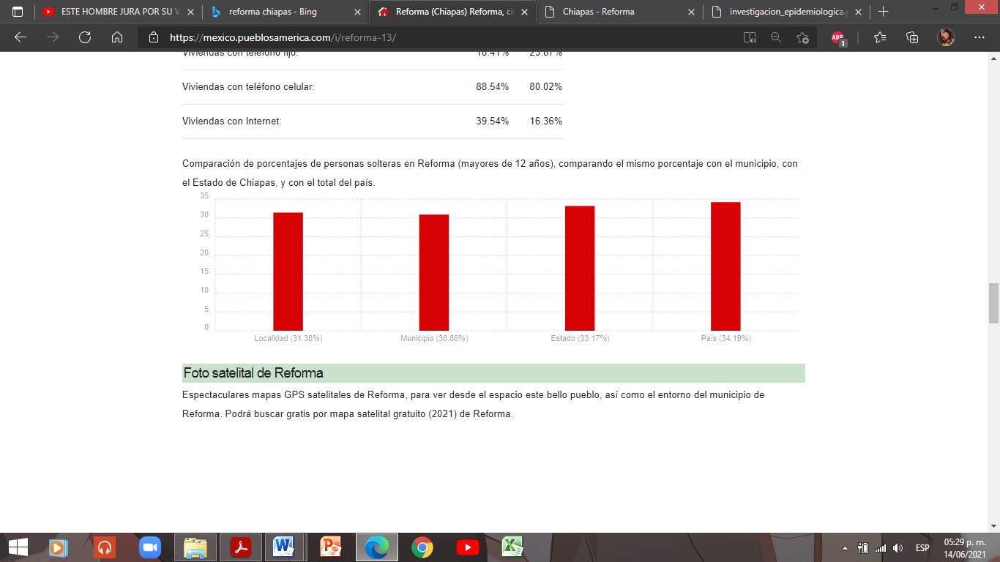 ESTE HOMBRE JURA POR SU V
reforma chiapas - Bing
Reforma (Chiapas) Reforma, ci
Chiapas - Reforma
investigacion_epidemiologica.
https://mexico.pueblosamerica.com/i/reforma-13/
ABP
1
Viviendas con teléfono fijo:
Viviendas con teléfono celular: 88.54% 80.02%
Viviendas con Internet: 39.54% 16.36%
Comparación de porcentajes de personas solteras en Reforma (mayores de 12 años), comparando el mismo porcentaje con el municipio, con
el Estado de Chiapas, y con el total del país.
35
30
25
20
15
10
5
0
Localidad (31.38%) Municipio (30.86%) Estado (33.17%) País (34.19%)
Foto satelital de Reforma
Espectaculares mapas GPS satelitales de Reforma, para ver desde el espacio este bello pueblo, así como el entorno del municipio de
Reforma. Podrá buscar gratis por mapa satelital gratuito (2021) de Reforma.
ESP
05:29 p. m.
14/06/2021